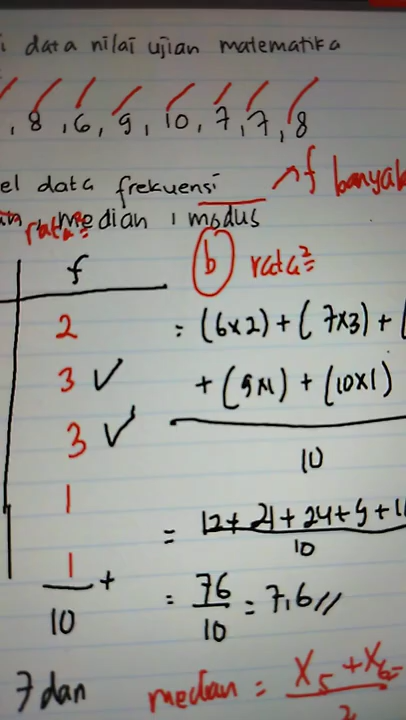 i data nilai ujian matematika
, 8 , 6 , 9 , 10 , 7 , 7 , 8
el data frekuensi f banyak
median , modus
f
b rata²=
2
= (6x2) + ( 7x3) + (
3 ✓
+ (9x1) + (10x1)
3 ✓
10
1
= 12 + 21 + 24 + 9 + 1
10
1 +
10
= 76
10 = 7,6 //
7 dan
median = X5 + X6
2